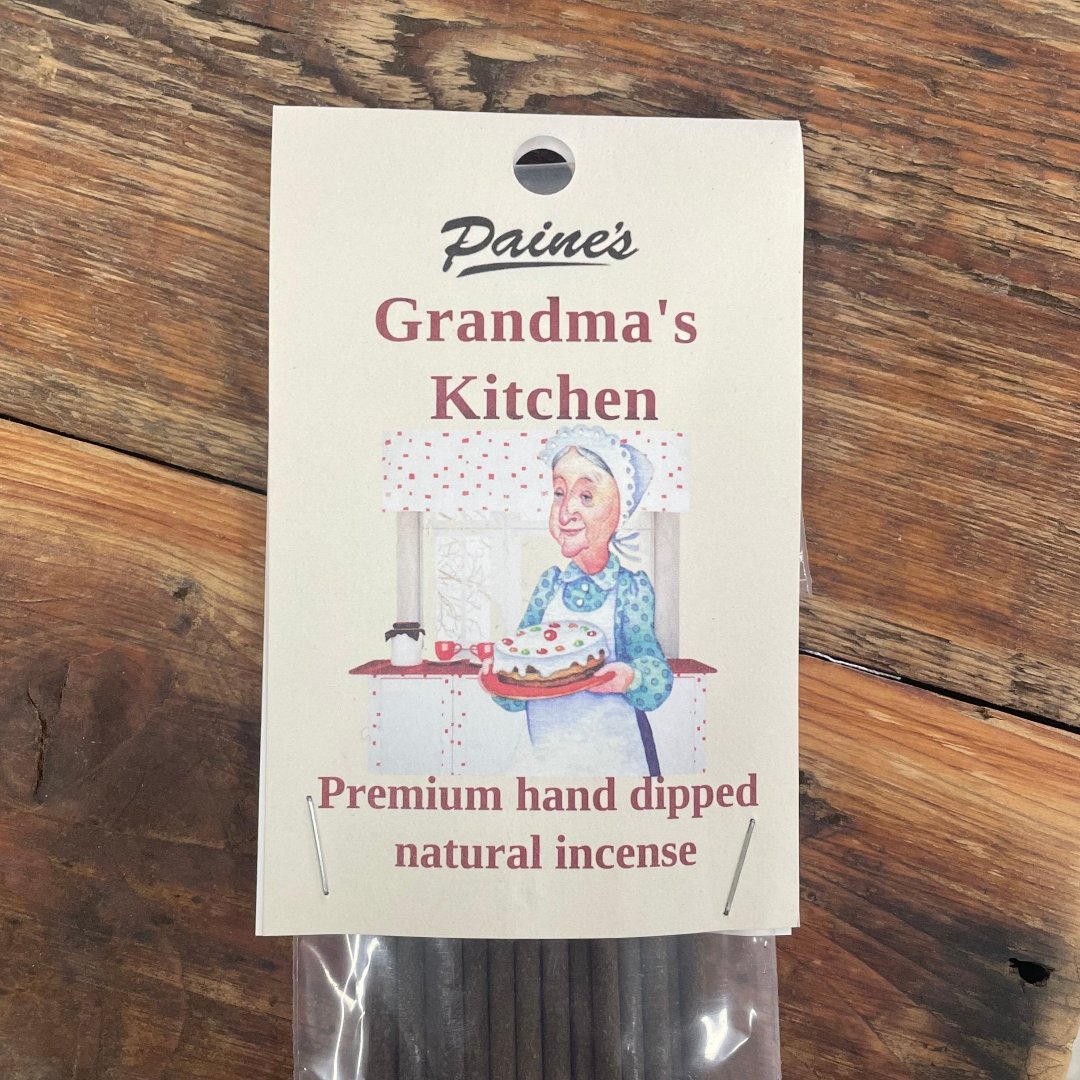 Paine's
Grandma's
Kitchen
Premium hand dipped
natural incense